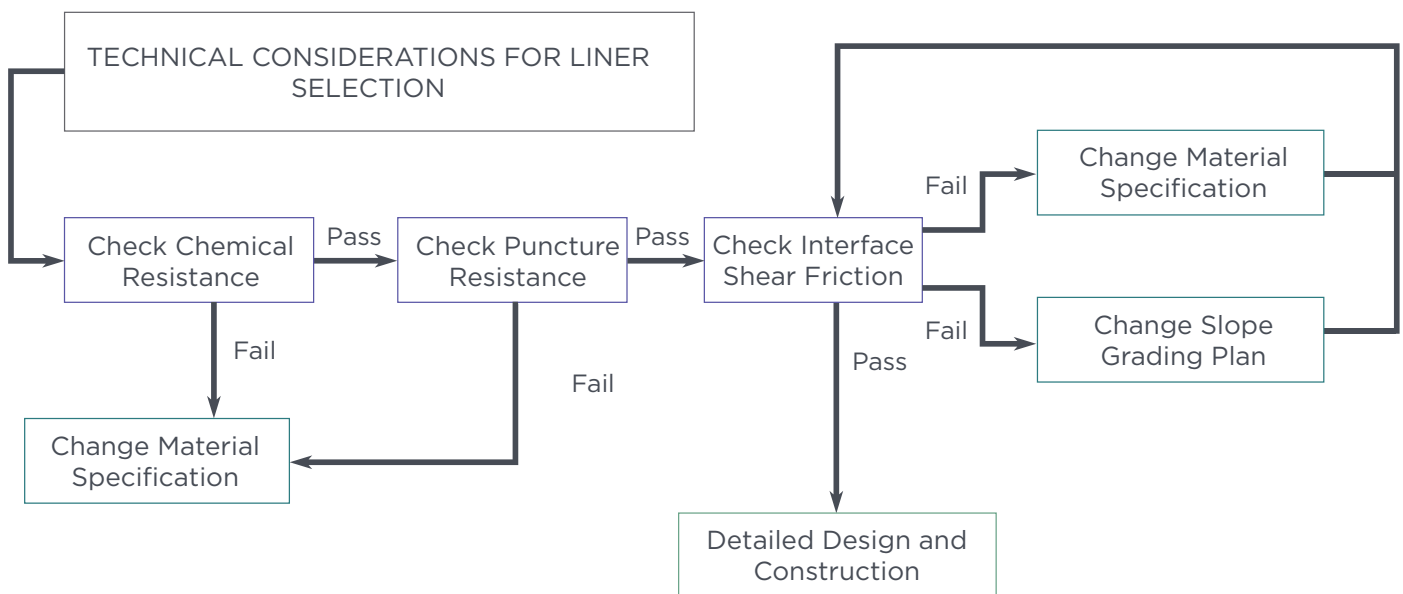 TECHNICAL CONSIDERATIONS FOR LINER
SELECTION
Check Chemical
Resistance
Pass
Check Puncture
Resistance
Pass
Check Interface
Shear Friction
Fail
Change Material
Specification
Fail
Change Slope
Grading Plan
Fail
Fail
Pass
Change Material
Specification
Detailed Design and
Construction